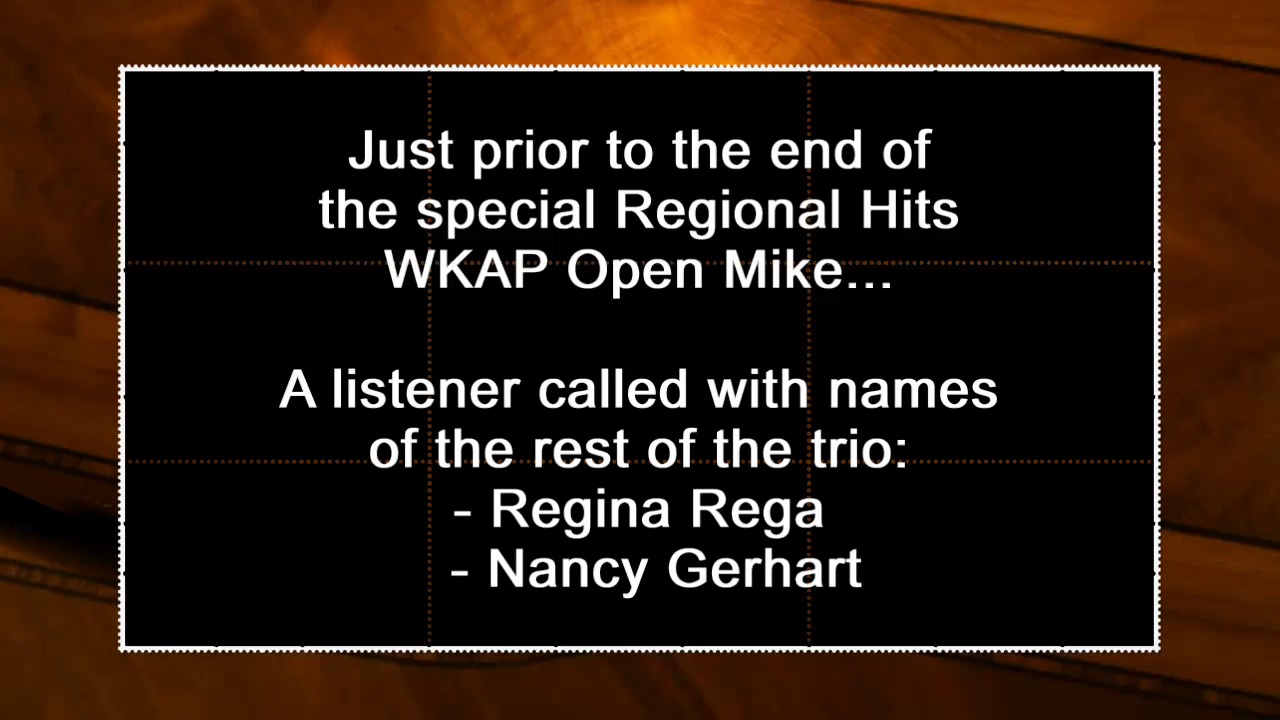 Just prior to the end of
the special Regional Hits
WKAP Open Mike...
A listener called with names
of the rest of the trio:
- Regina Rega
- Nancy Gerhart